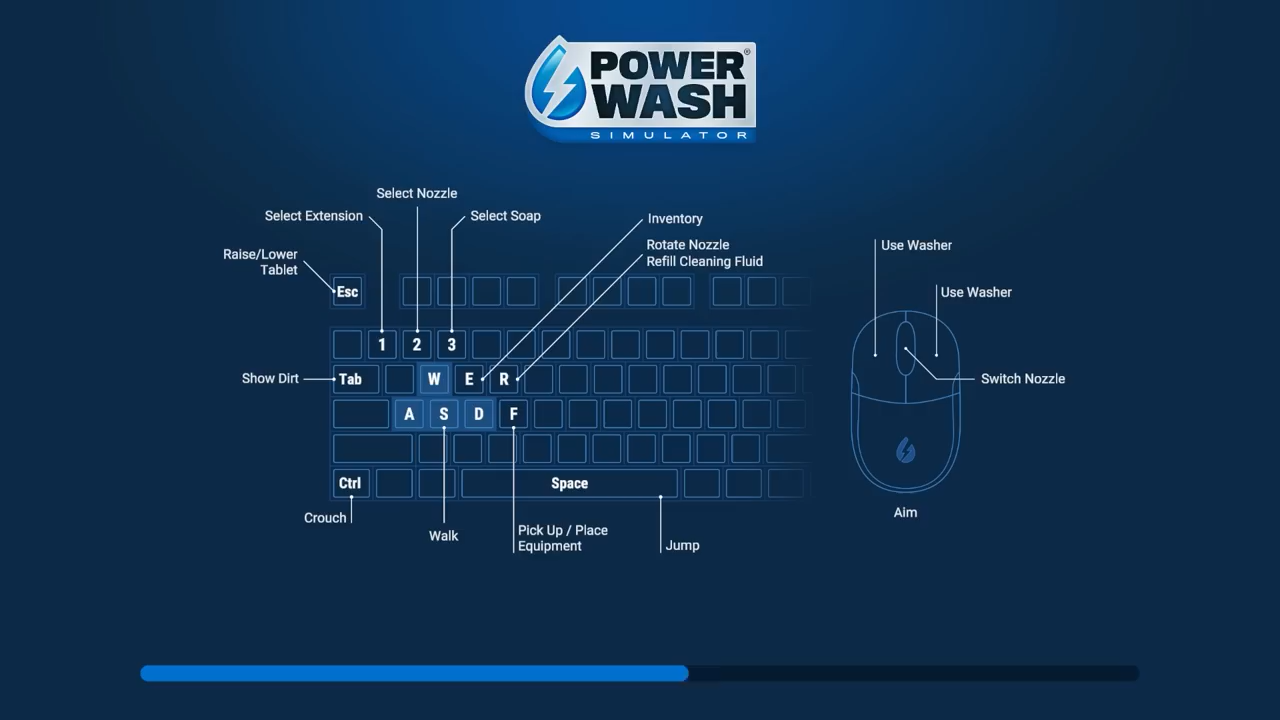 POWER®
WASH
SIMULATOR
Select Nozzle
Select Extension
Select Soap
Inventory
Rotate Nozzle
Refill Cleaning Fluid
Raise/Lower
Tablet
Use Washer
Use Washer
Esc
1 2 3
Show Dirt
Tab W E R
Switch Nozzle
A S D F
Ctrl Space
Crouch
Aim
Walk
Pick Up / Place
Equipment
Jump